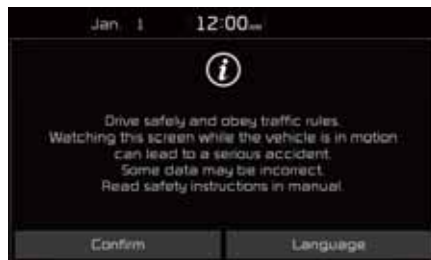 Jan. 1 12:00 AM
i
Drive safely and obey traffic rules.
Watching this screen while the vehicle is in motion
can lead to a serious accident.
Some data may be incorrect.
Read safety instructions in manual.
Confirm Language